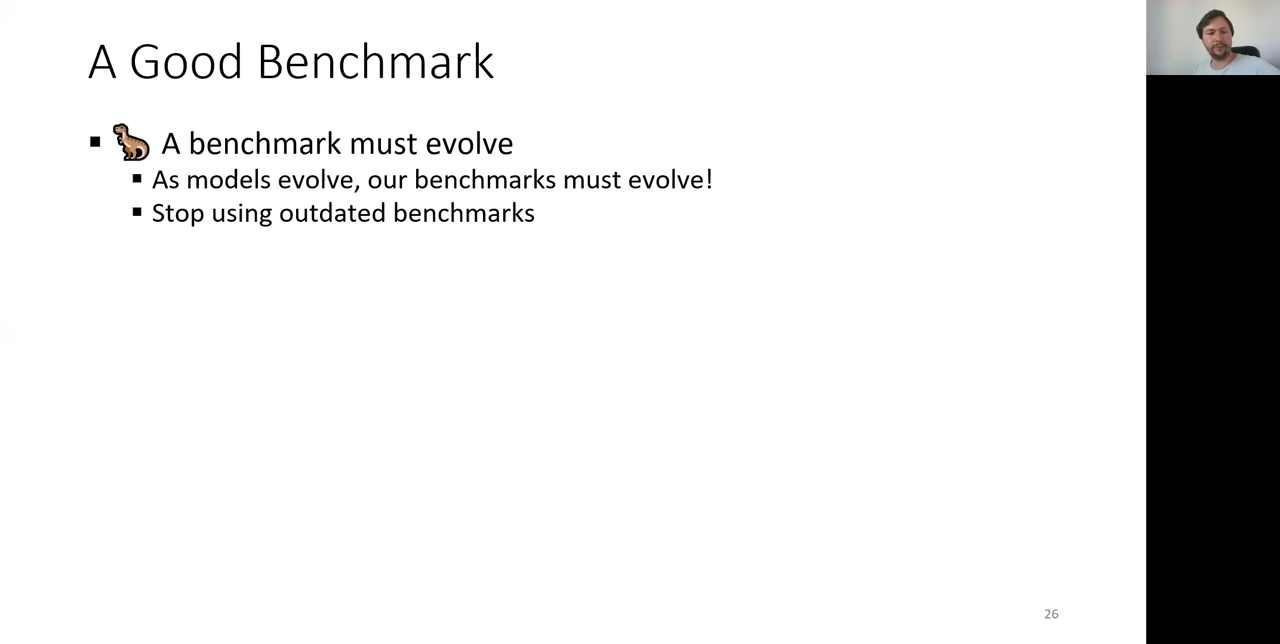 A Good Benchmark
▪ 🦖 A benchmark must evolve
▪ As models evolve, our benchmarks must evolve!
▪ Stop using outdated benchmarks
26